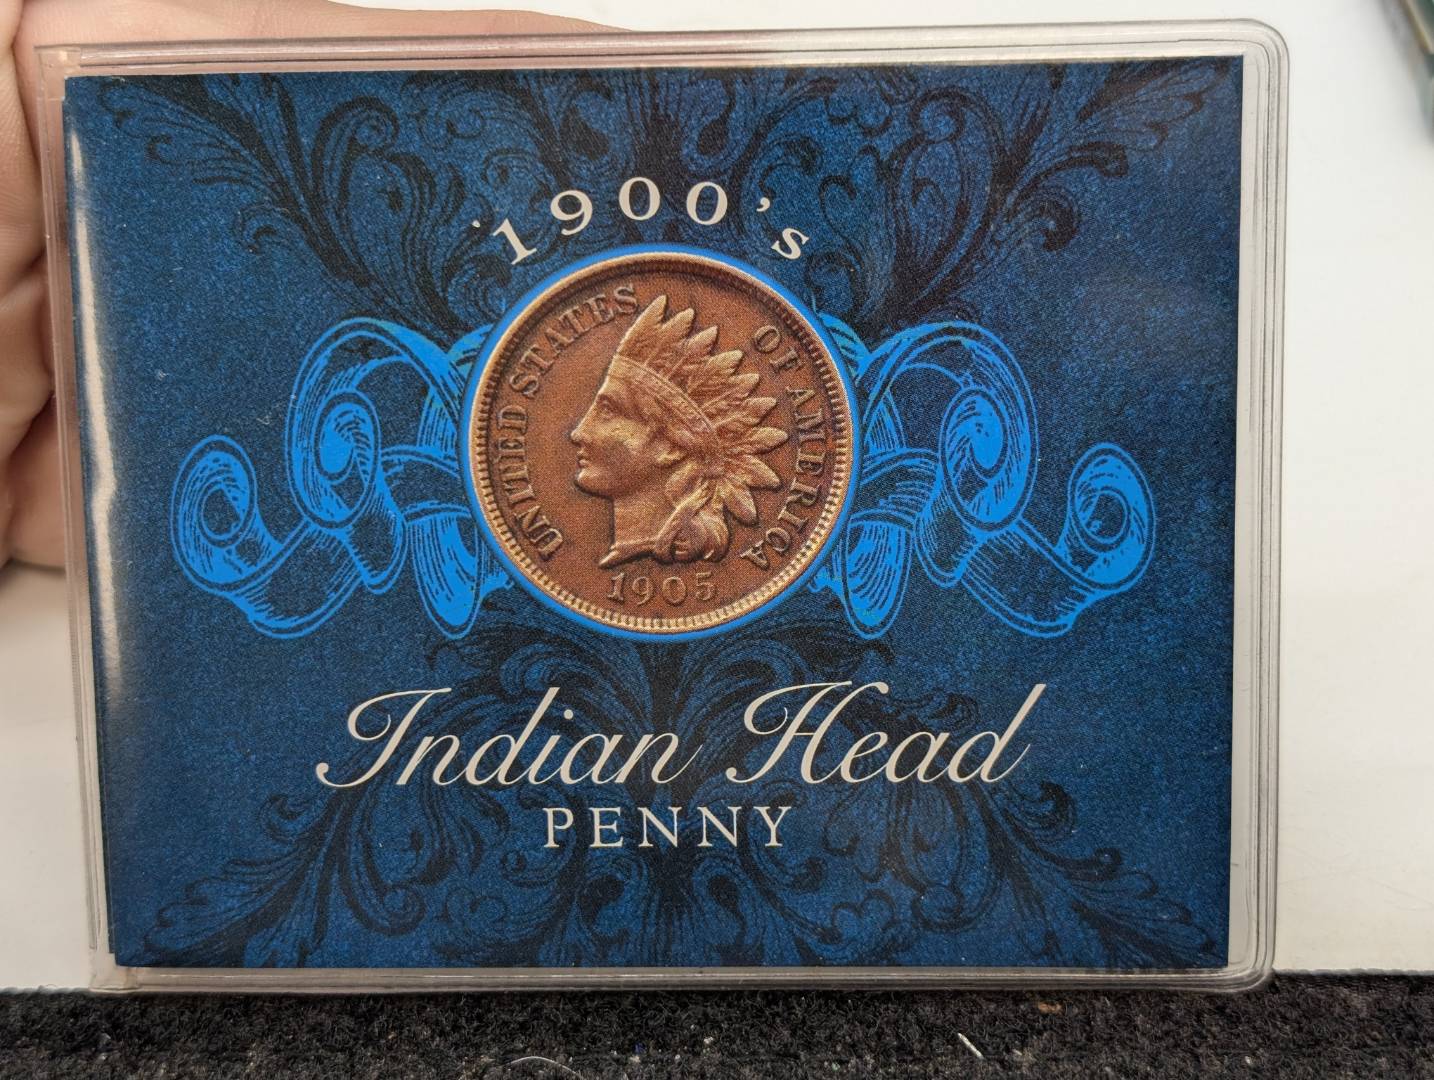 1900's
UNITED STATES OF AMERICA
1905
Indian Head
PENNY